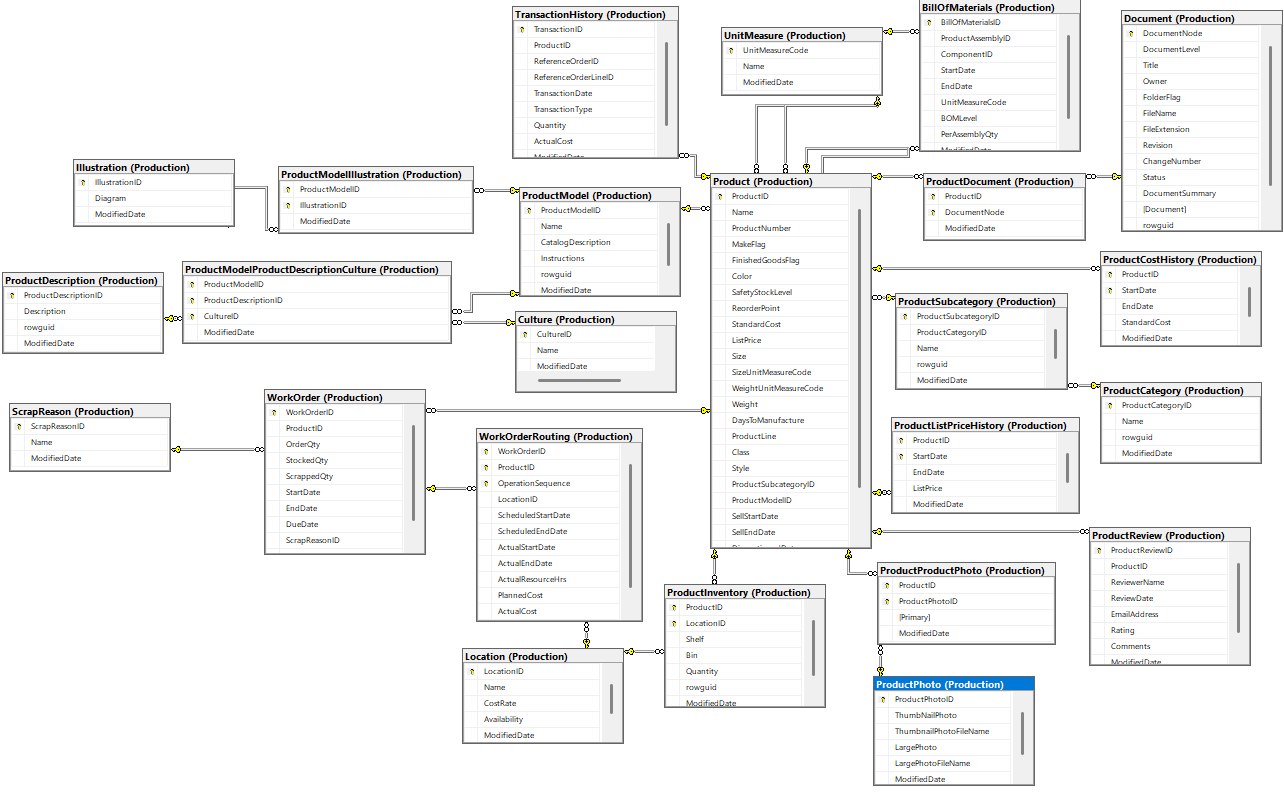 TransactionHistory (Production)
TransactionID
ProductID
ReferenceOrderID
ReferenceOrderLineID
TransactionDate
TransactionType
Quantity
ActualCost
ModifiedDate
UnitMeasure (Production)
UnitMeasureCode
Name
ModifiedDate
BillOfMaterials (Production)
BillOfMaterialsID
ProductAssemblyID
ComponentID
StartDate
EndDate
UnitMeasureCode
BOMLevel
PerAssemblyQty
ModifiedDate
Document (Production)
DocumentNode
DocumentLevel
Title
Owner
FolderFlag
FileName
FileExtension
Revision
ChangeNumber
Status
DocumentSummary
[Document]
rowguid
Illustration (Production)
IllustrationID
Diagram
ModifiedDate
ProductModelIllustration (Production)
ProductModelID
IllustrationID
ModifiedDate
ProductModel (Production)
ProductModelID
Name
CatalogDescription
Instructions
rowguid
ModifiedDate
Product (Production)
ProductID
Name
ProductNumber
MakeFlag
FinishedGoodsFlag
Color
SafetyStockLevel
ReorderPoint
StandardCost
ListPrice
Size
SizeUnitMeasureCode
WeightUnitMeasureCode
Weight
DaysToManufacture
ProductLine
Class
Style
ProductSubcategoryID
ProductModelID
SellStartDate
SellEndDate
DiscontinuedDate
ProductDocument (Production)
ProductID
DocumentNode
ModifiedDate
ProductCostHistory (Production)
ProductID
StartDate
EndDate
StandardCost
ModifiedDate
ProductDescription (Production)
ProductDescriptionID
Description
rowguid
ModifiedDate
ProductModelProductDescriptionCulture (Production)
ProductModelID
ProductDescriptionID
CultureID
ModifiedDate
Culture (Production)
CultureID
Name
ModifiedDate
ProductSubcategory (Production)
ProductSubcategoryID
ProductCategoryID
Name
rowguid
ModifiedDate
ProductCategory (Production)
ProductCategoryID
Name
rowguid
ModifiedDate
ScrapReason (Production)
ScrapReasonID
Name
ModifiedDate
WorkOrder (Production)
WorkOrderID
ProductID
OrderQty
StockedQty
ScrappedQty
StartDate
EndDate
DueDate
ScrapReasonID
WorkOrderRouting (Production)
WorkOrderID
ProductID
OperationSequence
LocationID
ScheduledStartDate
ScheduledEndDate
ActualStartDate
ActualEndDate
ActualResourceHrs
PlannedCost
ActualCost
ProductListPriceHistory (Production)
ProductID
StartDate
EndDate
ListPrice
ModifiedDate
ProductReview (Production)
ProductReviewID
ProductID
ReviewerName
ReviewDate
EmailAddress
Rating
Comments
ModifiedDate
ProductInventory (Production)
ProductID
LocationID
Shelf
Bin
Quantity
rowguid
ModifiedDate
ProductProductPhoto (Production)
ProductID
ProductPhotoID
[Primary]
ModifiedDate
Location (Production)
LocationID
Name
CostRate
Availability
ModifiedDate
ProductPhoto (Production)
ProductPhotoID
ThumbNailPhoto
ThumbnailPhotoFileName
LargePhoto
LargePhotoFileName
ModifiedDate